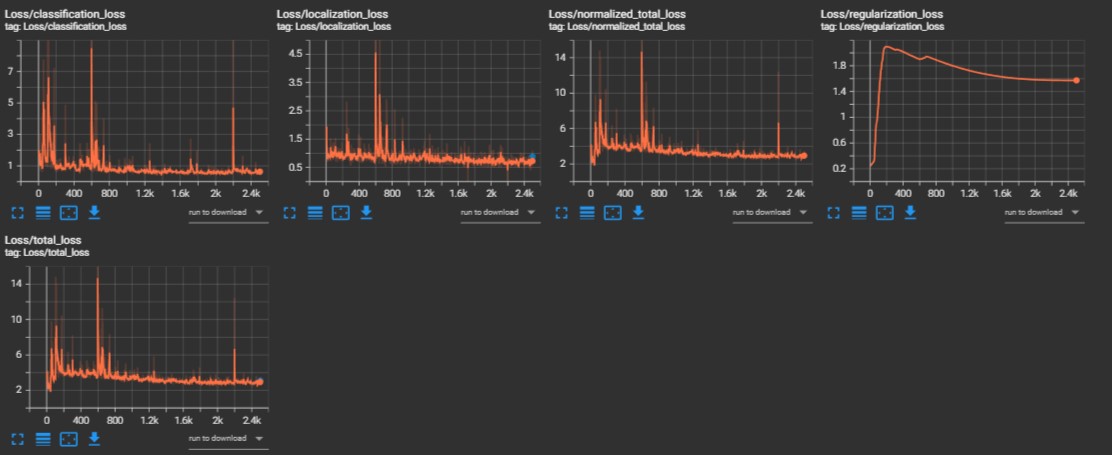 Loss/classification_loss
tag: Loss/classification_loss
7
5
3
1
0 400 800 1.2k 1.6k 2k 2.4k
run to download
Loss/localization_loss
tag: Loss/localization_loss
4.5
3.5
2.5
1.5
0.5
0 400 800 1.2k 1.6k 2k 2.4k
run to download
Loss/normalized_total_loss
tag: Loss/normalized_total_loss
14
10
6
2
0 400 800 1.2k 1.6k 2k 2.4k
run to download
Loss/regularization_loss
tag: Loss/regularization_loss
1.8
1.4
1
0.6
0.2
0 400 800 1.2k 1.6k 2k 2.4k
run to download
Loss/total_loss
tag: Loss/total_loss
14
10
6
2
0 400 800 1.2k 1.6k 2k 2.4k
run to download